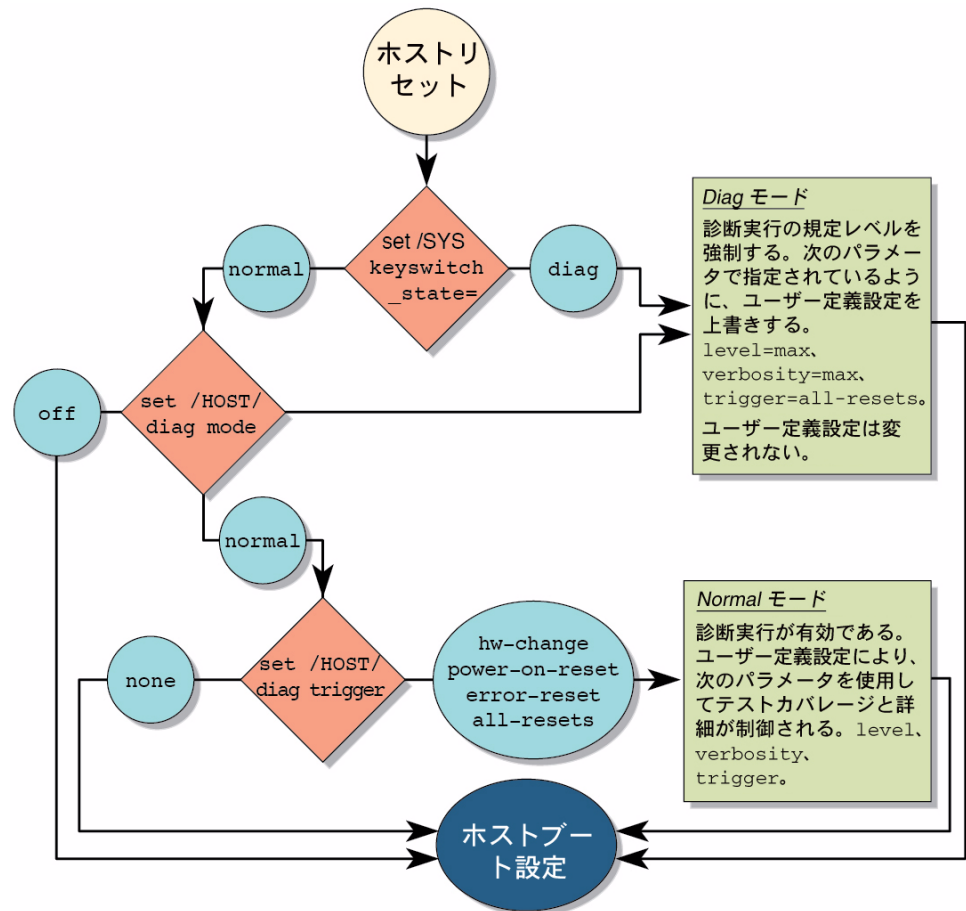 ホストリ
セット
set /SYS
keyswitch
_state=
normal
diag
Diag モード
診断実行の規定レベルを
強制する。次のパラメー
タで指定されているよう
に、ユーザー定義設定を
上書きする。
level=max、
verbosity=max、
trigger=all-resets。
ユーザー定義設定は変
更されない。
off
set /HOST/
diag mode
normal
none
set /HOST/
diag trigger
hw-change
power-on-reset
error-reset
all-resets
Normal モード
診断実行が有効である。
ユーザー定義設定により、
次のパラメータを使用し
てテストカバレージと詳
細が制御される。level、
verbosity、
trigger。
ホストブー
ト設定